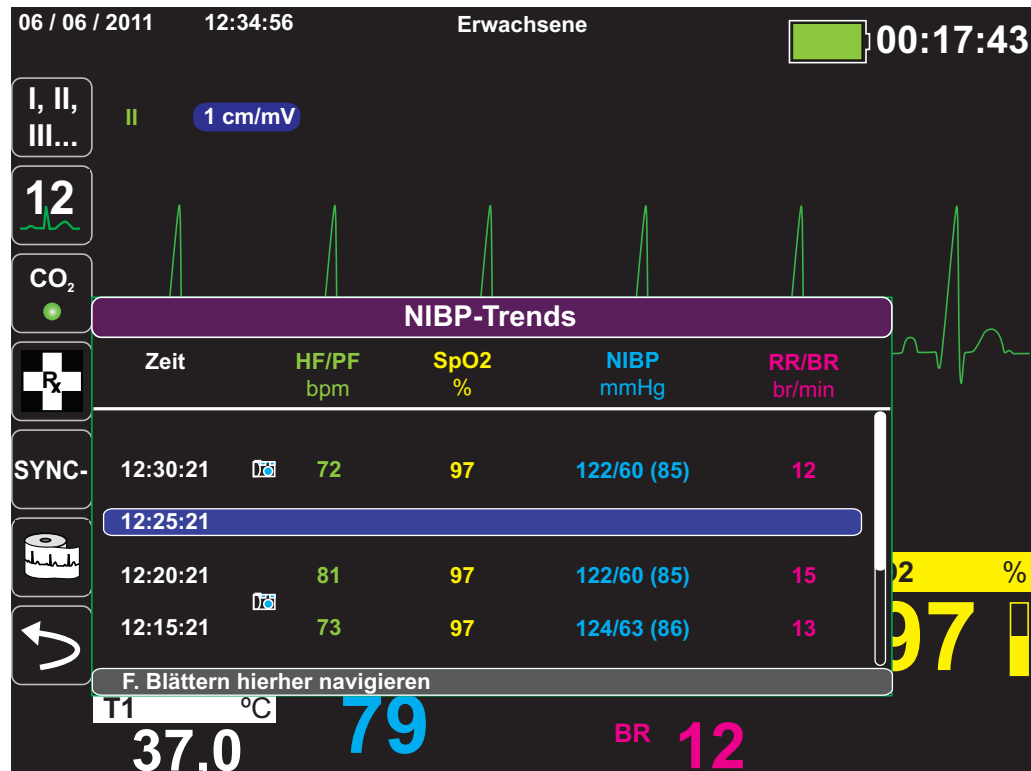 06 / 06 / 2011 12:34:56 Erwachsene 00:17:43
I, II,
III...
II 1 cm/mV
12
CO₂
NIBP-Trends
Zeit HF/PF SpO2 NIBP RR/BR
bpm % mmHg br/min
Rx
SYNC-
12:30:21 72 97 122/60 (85) 12
12:25:21
12:20:21 81 97 122/60 (85) 15
12:15:21 73 97 124/63 (86) 13
F. Blättern hierher navigieren
O2 %
97
T1 ºC
37,0
79
BR 12